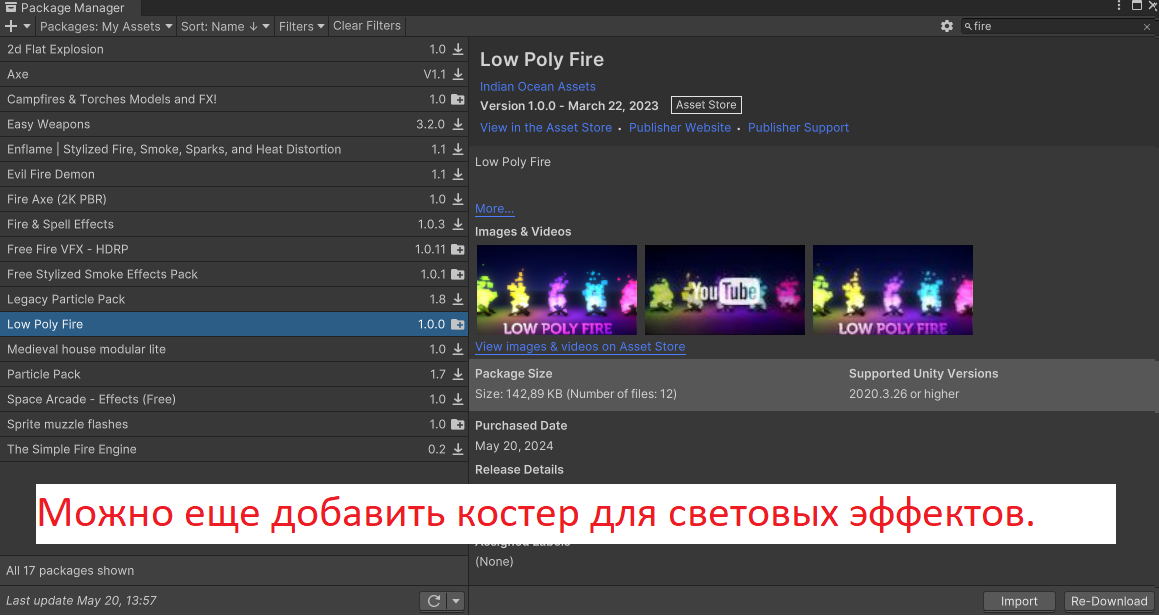 Package Manager
Packages: My Assets Sort: Name ↓ Filters Clear Filters fire
2d Flat Explosion 1.0
Axe V1.1
Campfires & Torches Models and FX! 1.0
Easy Weapons 3.2.0
Enflame | Stylized Fire, Smoke, Sparks, and Heat Distortion 1.1
Evil Fire Demon 1.1
Fire Axe (2K PBR) 1.0
Fire & Spell Effects 1.0.3
Free Fire VFX - HDRP 1.0.11
Free Stylized Smoke Effects Pack 1.0.1
Legacy Particle Pack 1.8
Low Poly Fire 1.0.0
Medieval house modular lite 1.0
Particle Pack 1.7
Space Arcade - Effects (Free) 1.0
Sprite muzzle flashes 1.0
The Simple Fire Engine 0.2
All 17 packages shown
Last update May 20, 13:57
Low Poly Fire
Indian Ocean Assets
Version 1.0.0 - March 22, 2023 Asset Store
View in the Asset Store • Publisher Website • Publisher Support
Low Poly Fire
More...
Images & Videos
LOW POLY FIRE
YouTube
LOW POLY FIRE
View images & videos on Asset Store
Package Size Supported Unity Versions
Size: 142,89 KB (Number of files: 12) 2020.3.26 or higher
Purchased Date
May 20, 2024
Release Details
Можно еще добавить костер для световых эффектов.
Assigned Labels
(None)
Import Re-Download